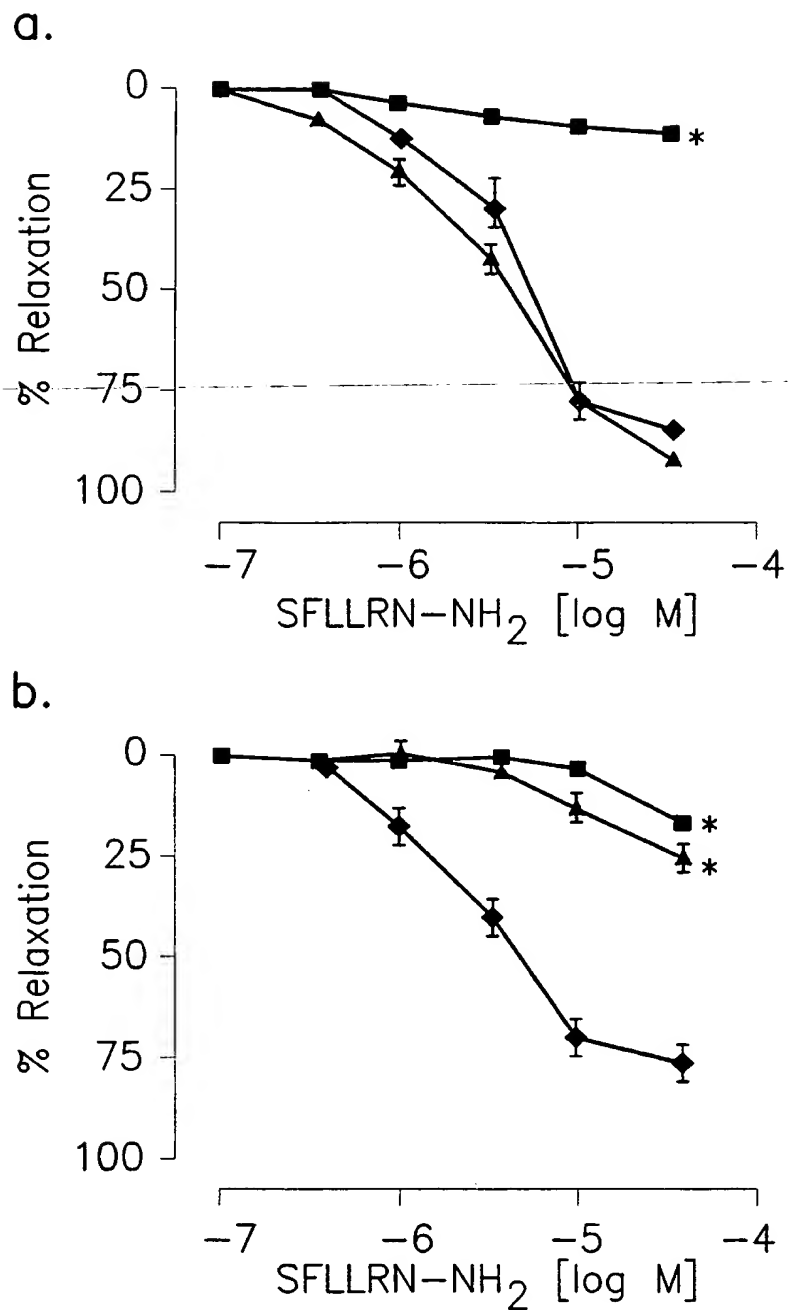 a.
% Relaxation
0
25
50
75
100
*
-7 -6 -5 -4
SFLLRN-NH2 [log M]
b.
% Relaxation
0
25
50
75
100
*
*
-7 -6 -5 -4
SFLLRN-NH2 [log M]